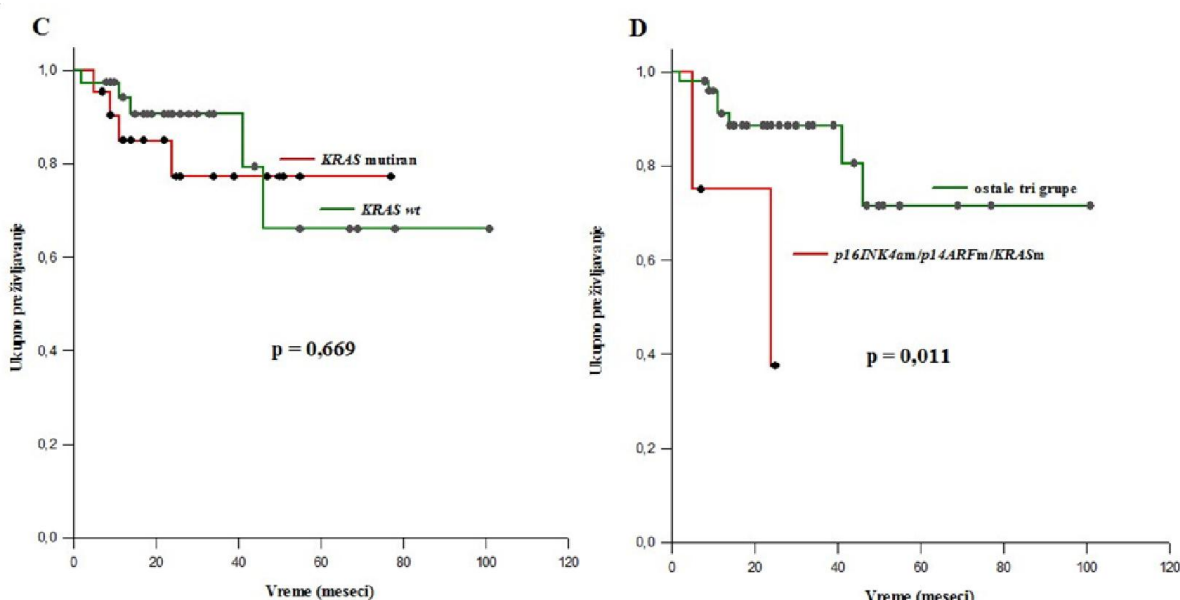 C
1,0
0,8
0,6
0,4
0,2
0,0
Ukupno preživljavanje
KRAS mutiran
KRAS wt
p = 0,669
0 20 40 60 80 100 120
Vreme (meseci)
D
1,0
0,8
0,6
0,4
0,2
0,0
Ukupno preživljavanje
ostale tri grupe
p16INK4am/p14ARFm/KRASm
p = 0,011
0 20 40 60 80 100 120
Vreme (meseci)